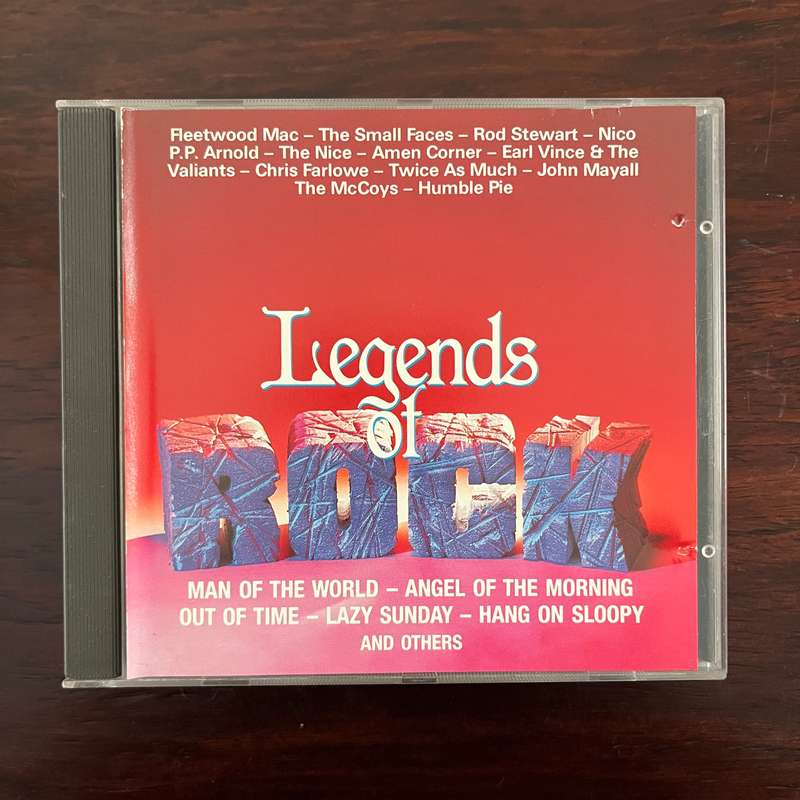 Fleetwood Mac – The Small Faces – Rod Stewart – Nico
P.P. Arnold – The Nice – Amen Corner – Earl Vince & The
Valiants – Chris Farlowe – Twice As Much – John Mayall
The McCoys – Humble Pie
Legends
of
ROCK
MAN OF THE WORLD – ANGEL OF THE MORNING
OUT OF TIME – LAZY SUNDAY – HANG ON SLOOPY
AND OTHERS